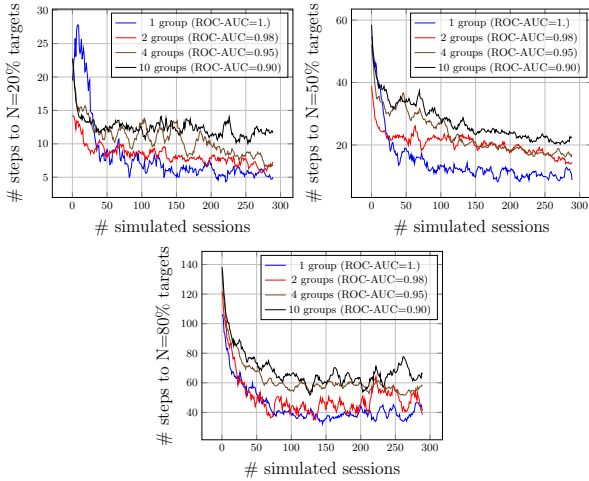 # steps to N=20% targets
30
25
20
15
10
5
1 group (ROC-AUC=1.)
2 groups (ROC-AUC=0.98)
4 groups (ROC-AUC=0.95)
10 groups (ROC-AUC=0.90)
0 50 100 150 200 250 300
# simulated sessions
# steps to N=50% targets
60
40
20
1 group (ROC-AUC=1.)
2 groups (ROC-AUC=0.98)
4 groups (ROC-AUC=0.95)
10 groups (ROC-AUC=0.90)
0 50 100 150 200 250 300
# simulated sessions
# steps to N=80% targets
140
120
100
80
60
40
1 group (ROC-AUC=1.)
2 groups (ROC-AUC=0.98)
4 groups (ROC-AUC=0.95)
10 groups (ROC-AUC=0.90)
0 50 100 150 200 250 300
# simulated sessions